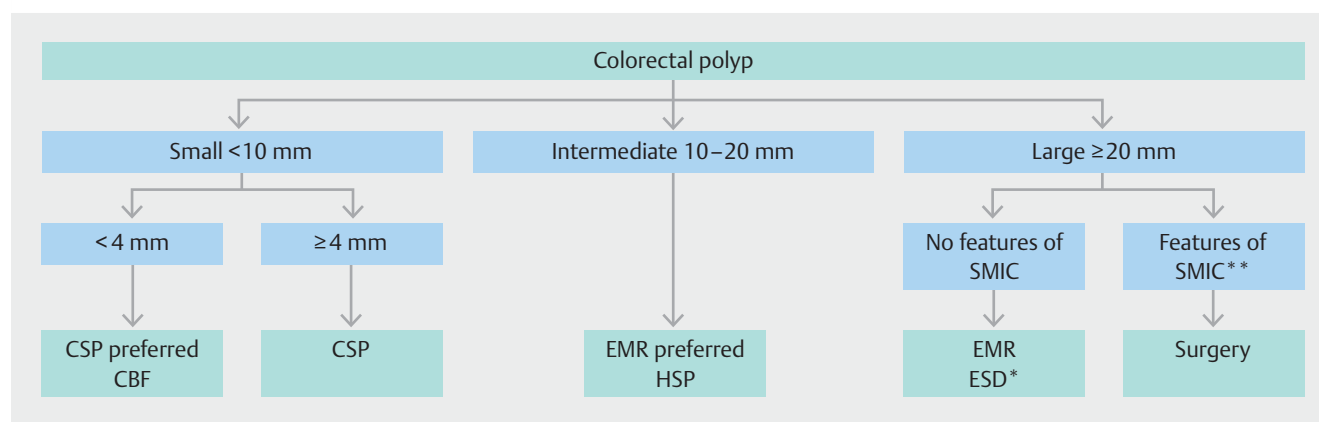 Colorectal polyp
Small <10 mm
Intermediate 10–20 mm
Large ≥20 mm
<4 mm
≥4 mm
No features of
SMIC
Features of
SMIC**
CSP preferred
CBF
CSP
EMR preferred
HSP
EMR
ESD*
Surgery